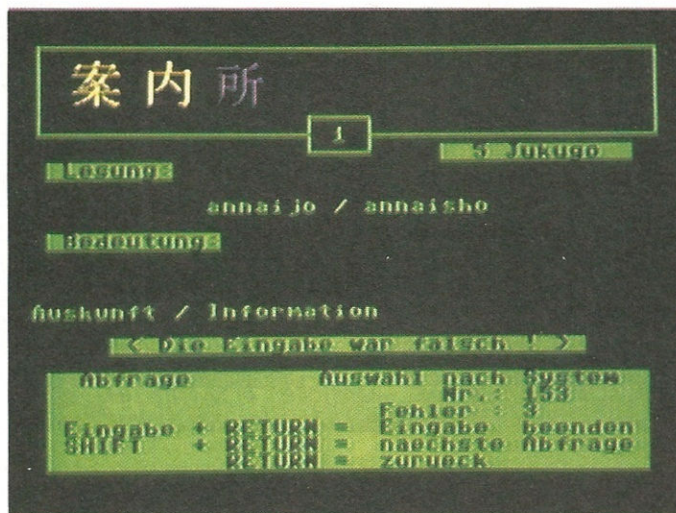 案内所
1
5 Jukugo
Lesung:
annaijo / annaisho
Bedeutung:
Auskunft / Information
< Die Eingabe war falsch ! >
Abfrage Auswahl nach System
Nr.: 153
Fehler : 3
Eingabe + RETURN = Eingabe beenden
SHIFT + RETURN = naechste Abfrage
RETURN = zurueck